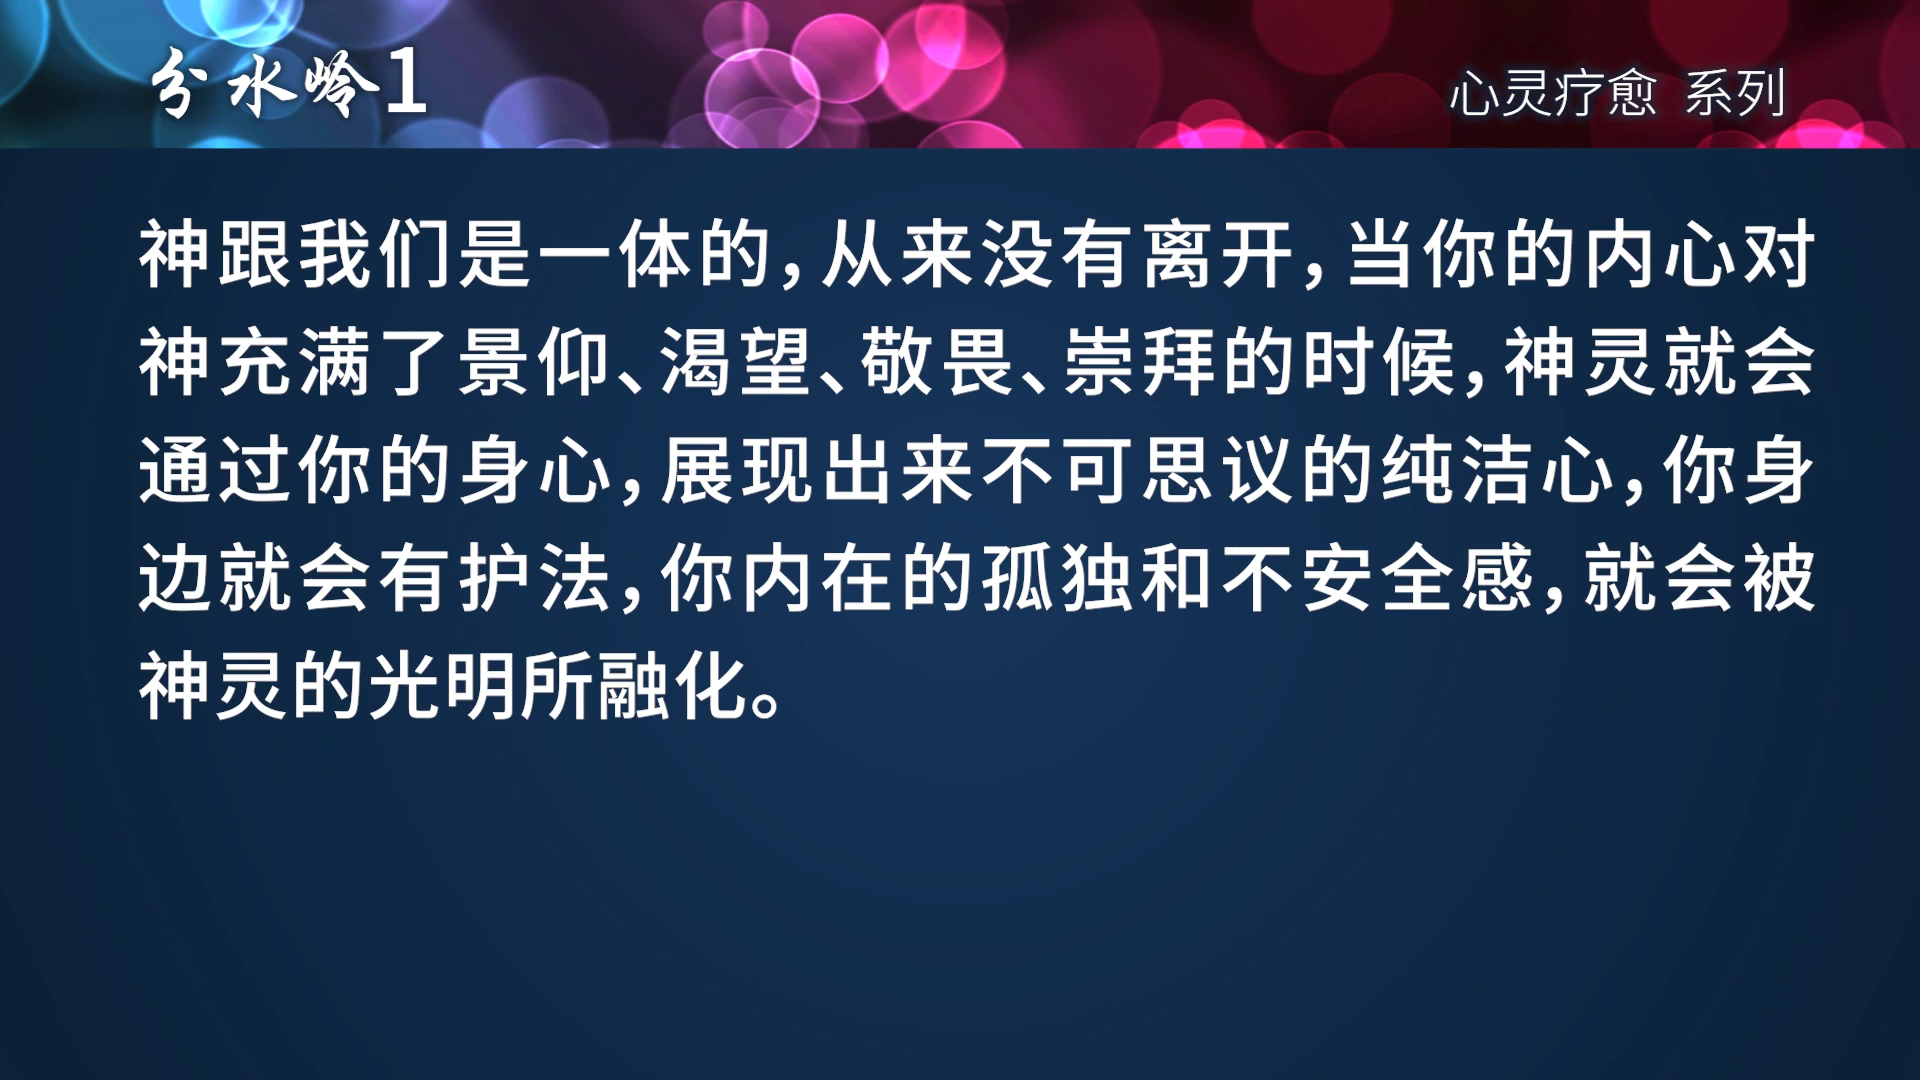 分水岭1
心灵疗愈 系列
神跟我们是一体的，从来没有离开，当你的内心对
神充满了景仰、渴望、敬畏、崇拜的时候，神灵就会
通过你的身心，展现出来不可思议的纯洁心，你身
边就会有护法，你内在的孤独和不安全感，就会被
神灵的光明所融化。